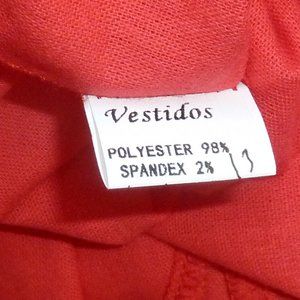 Vestidos
POLYESTER 98%
SPANDEX 2%